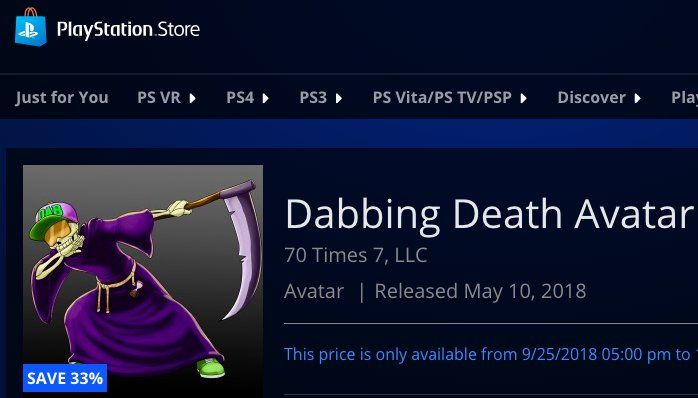 PlayStation.Store
Just for You PS VR PS4 PS3 PS Vita/PS TV/PSP Discover
DAB
Dabbing Death Avatar
70 Times 7, LLC
Avatar | Released May 10, 2018
This price is only available from 9/25/2018 05:00 pm to
SAVE 33%